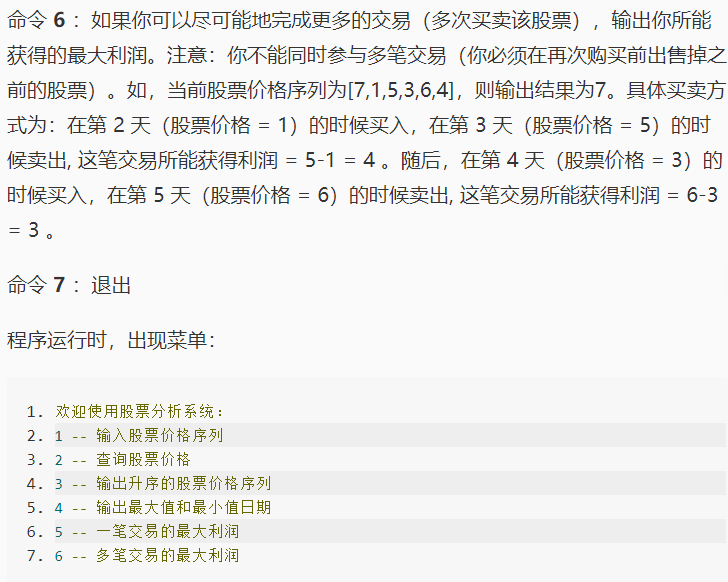 命令 6 ：如果你可以尽可能地完成更多的交易（多次买卖该股票），输出你所能
获得的最大利润。注意：你不能同时参与多笔交易（你必须在再次购买前出售掉之
前的股票）。如，当前股票价格序列为[7,1,5,3,6,4]，则输出结果为7。具体买卖方
式为：在第 2 天（股票价格 = 1）的时候买入，在第 3 天（股票价格 = 5）的时
候卖出, 这笔交易所能获得利润 = 5-1 = 4 。随后，在第 4 天（股票价格 = 3）的
时候买入，在第 5 天（股票价格 = 6）的时候卖出, 这笔交易所能获得利润 = 6-3
= 3 。
命令 7 ：退出
程序运行时，出现菜单：
1. 欢迎使用股票分析系统：
2. 1 -- 输入股票价格序列
3. 2 -- 查询股票价格
4. 3 -- 输出升序的股票价格序列
5. 4 -- 输出最大值和最小值日期
6. 5 -- 一笔交易的最大利润
7. 6 -- 多笔交易的最大利润